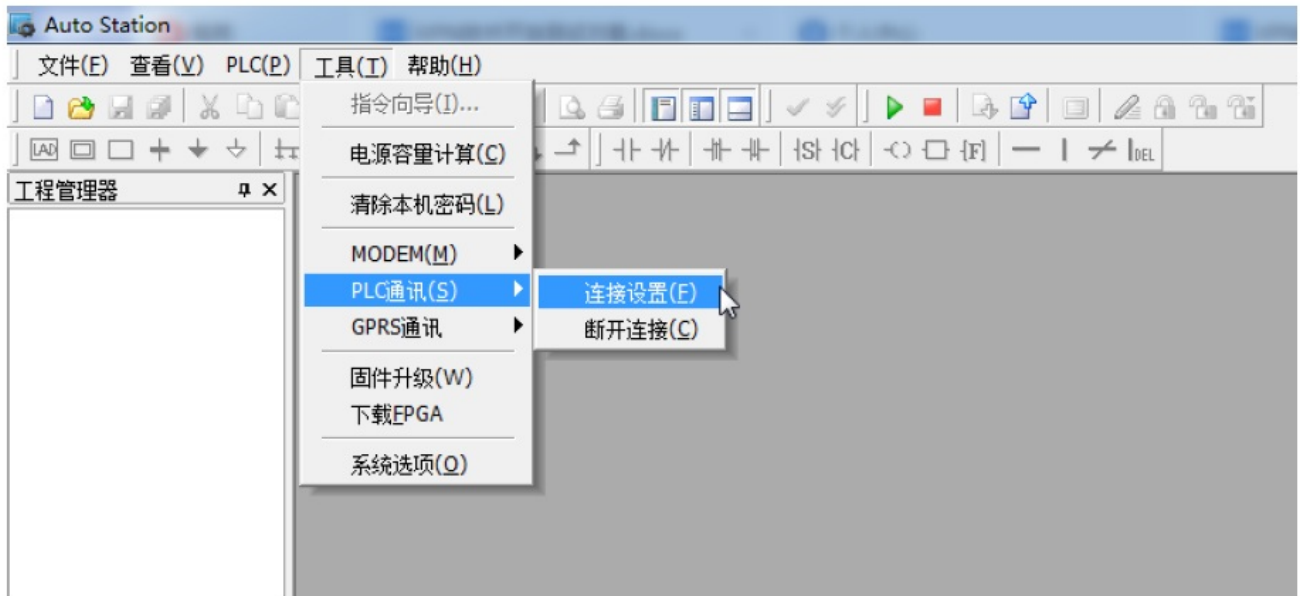 Auto Station
文件(F) 查看(V) PLC(P) 工具(T) 帮助(H)
指令向导(I)...
LAD
电源容量计算(C)
S C F DEL
工程管理器
清除本机密码(L)
MODEM(M)
PLC通讯(S)
连接设置(F)
GPRS通讯
断开连接(C)
固件升级(W)
下载FPGA
系统选项(O)